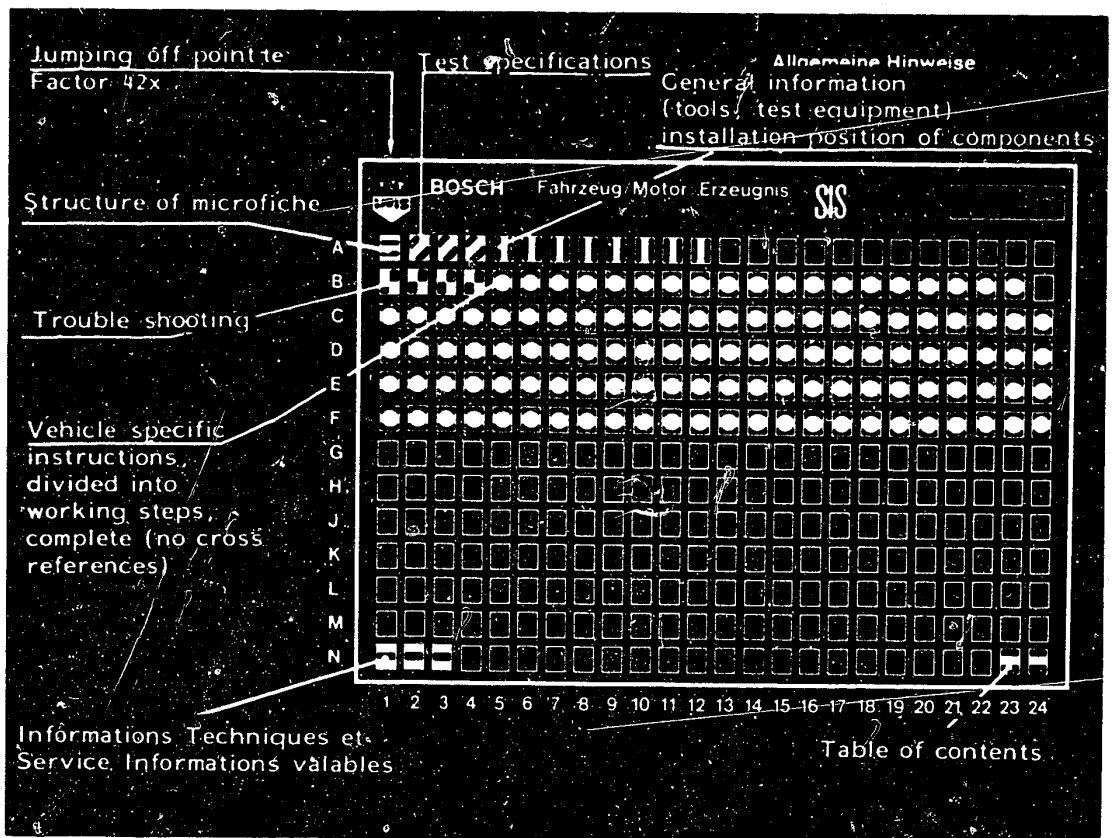 Jumping off point to
Factor 42x
Test specifications
Allgemeine Hinweise
General information
(tools, test equipment)
installation position of components
BOSCH Fahrzeug/Motor Erzeugnis SIS
Structure of microfiche
A
B
Trouble shooting
C
D
E
F
Vehicle specific
instructions,
divided into
working steps,
complete (no cross
references)
G
H
J
K
L
M
N
1 2 3 4 5 6 7 8 9 10 11 12 13 14 15 16 17 18 19 20 21 22 23 24
Informations Techniques et
Service Informations valables
Table of contents